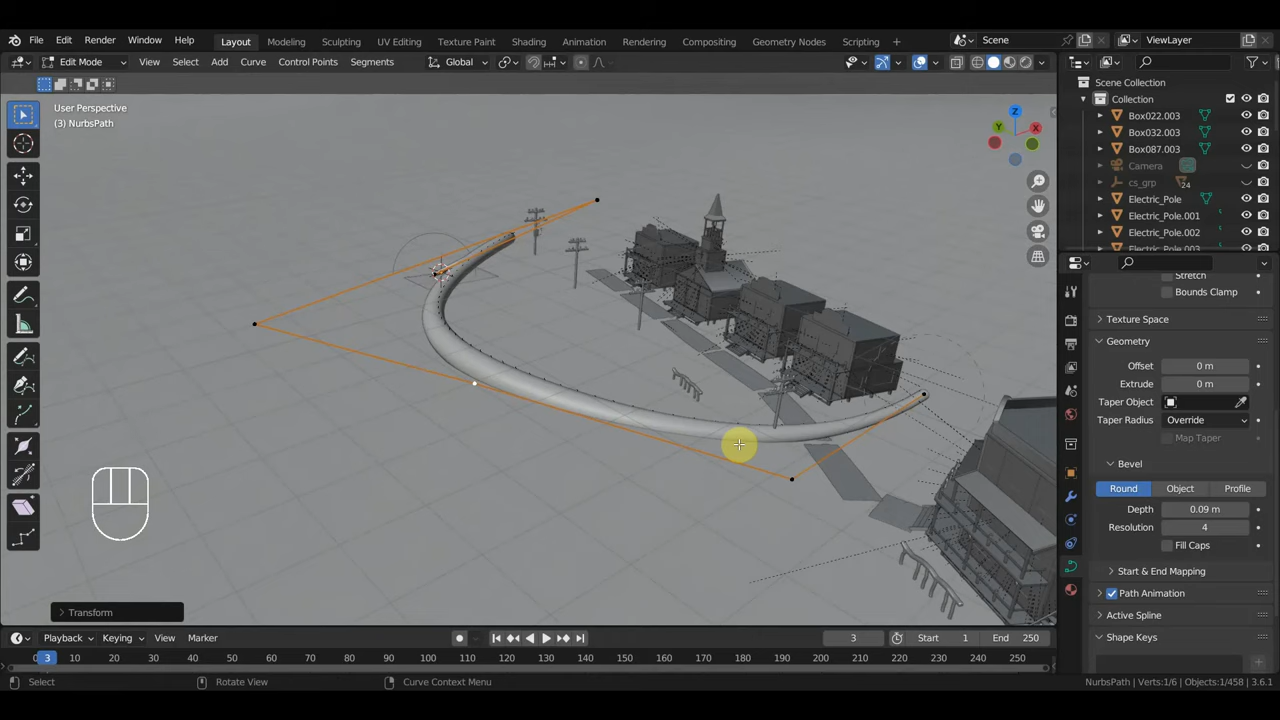 File Edit Render Window Help Layout Modeling Sculpting UV Editing Texture Paint Shading Animation Rendering Compositing Geometry Nodes Scripting + Scene ViewLayer
Edit Mode View Select Add Curve Control Points Segments Global
User Perspective
(3) NurbsPath
Z
Y X
Scene Collection
Collection
Box022.003
Box032.003
Box087.003
Camera
cs_grp 24
Electric_Pole
Electric_Pole.001
Electric_Pole.002
Electric_Pole.003
Stretch
Bounds Clamp
Texture Space
Geometry
Offset 0 m
Extrude 0 m
Taper Object
Taper Radius Override
Map Taper
Bevel
Round Object Profile
Depth 0.09 m
Resolution 4
Fill Caps
Start & End Mapping
Path Animation
Active Spline
Shape Keys
Transform
Playback Keying View Marker 3 Start 1 End 250
0 3 10 20 30 40 50 60 70 80 90 100 110 120 130 140 150 160 170 180 190 200 210 220 230 240 250
Select Rotate View Curve Context Menu NurbsPath | Verts:1/6 | Objects:1/458 | 3.6.1